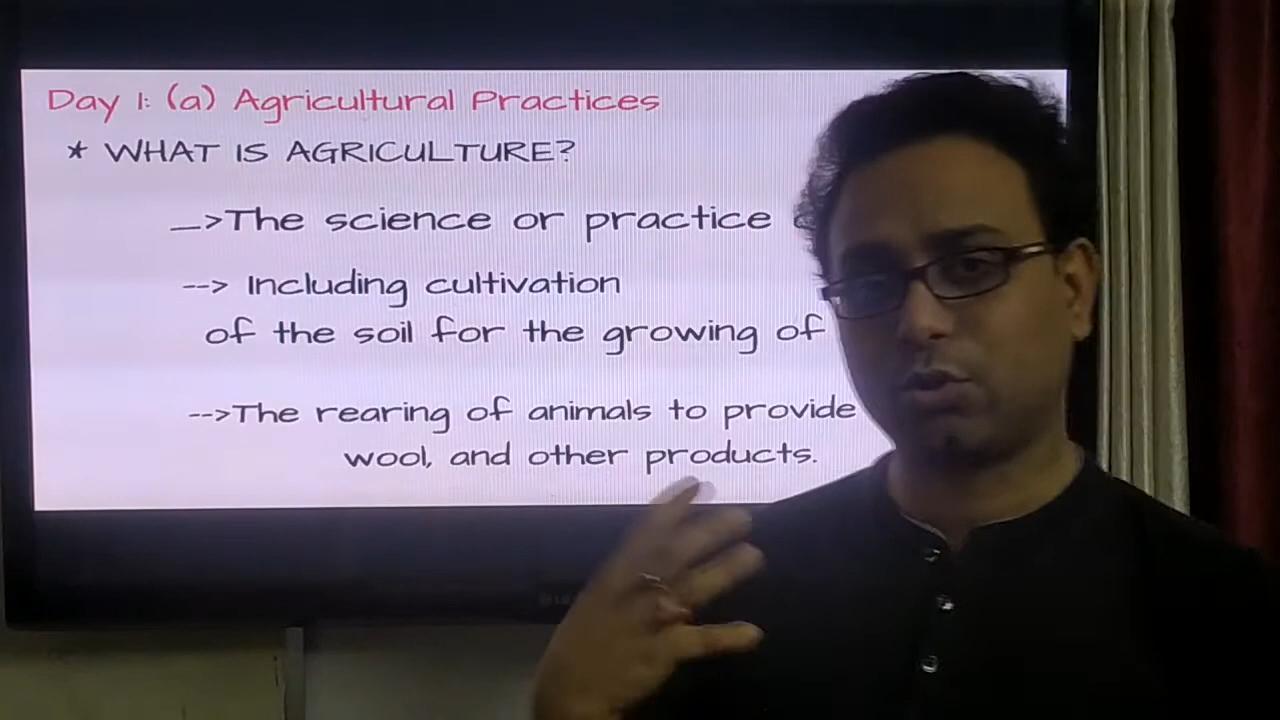 Day 1: (a) Agricultural Practices
* WHAT IS AGRICULTURE?
_>The science or practice
--> Including cultivation
of the soil for the growing of
-->The rearing of animals to provide
wool, and other products.